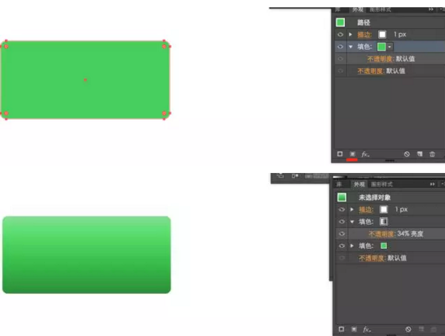 外观 图形样式
路径
描边: 1 px
填色:
不透明度: 默认值
不透明度: 默认值
fx.
外观 图形样式
未选择对象
描边: 1 px
填色:
不透明度: 34% 亮度
填色:
不透明度: 默认值
fx.